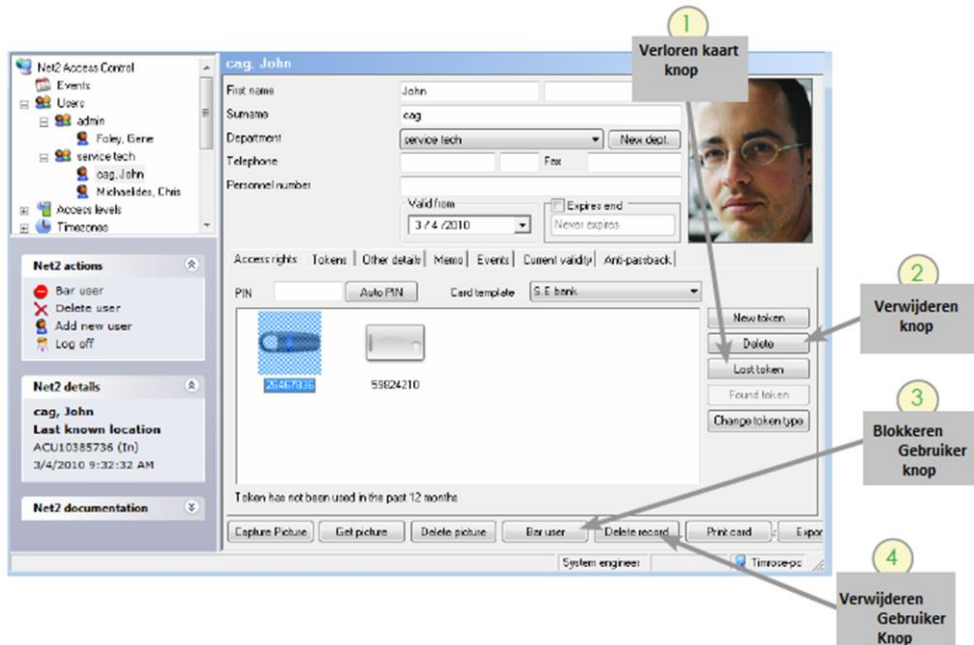 1
Verloren kaart
knop
Net2 Access Control
Events
Users
admin
Foley, Gene
service tech
cag, John
Michaelides, Chris
Access levels
Timezones
Net2 actions
Bar user
Delete user
Add new user
Log off
Net2 details
cag, John
Last known location
ACU10385736 (In)
3/4/2010 9:32:32 AM
Net2 documentation
cag, John
First name John
Surname cag
Department service tech New dept.
Telephone Fax
Personnel number
Valid from Expires end
3 / 4 /2010 Never expires
Access rights Tokens Other details Memo Events Current validity Anti-passback
PIN Auto PIN Card template S.E bank
26467836 59824210
New token
Delete
Lost token
Found token
Change token type
Token has not been used in the past 12 months
Capture Picture Get picture Delete picture Bar user Delete record Print card Expor
System engineer Timrose-pc
2
Verwijderen
knop
3
Blokkeren
Gebruiker
knop
4
Verwijderen
Gebruiker
Knop